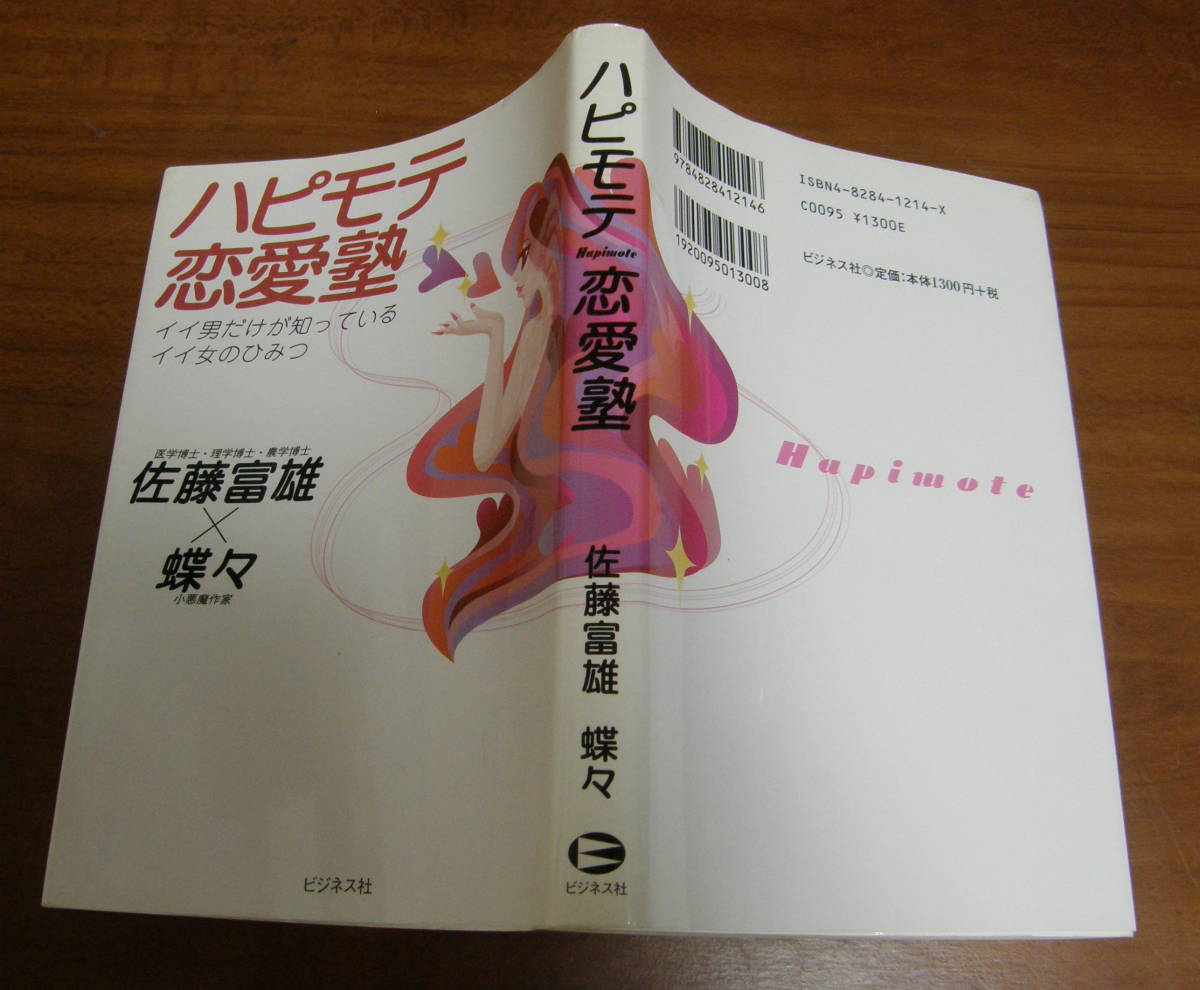 ハピモテ
恋愛塾
イイ男だけが知っている
イイ女のひみつ
医学博士・理学博士・農学博士
佐藤富雄
×
蝶々
小悪魔作家
ビジネス社
ハピモテ
Hapimote
恋愛塾
佐藤富雄
蝶々
ビジネス社
9784828412146
1920095013008
ISBN4-8284-1214-X
C0095 ¥1300E
ビジネス社◎定価:本体1300円+税
Hapimote